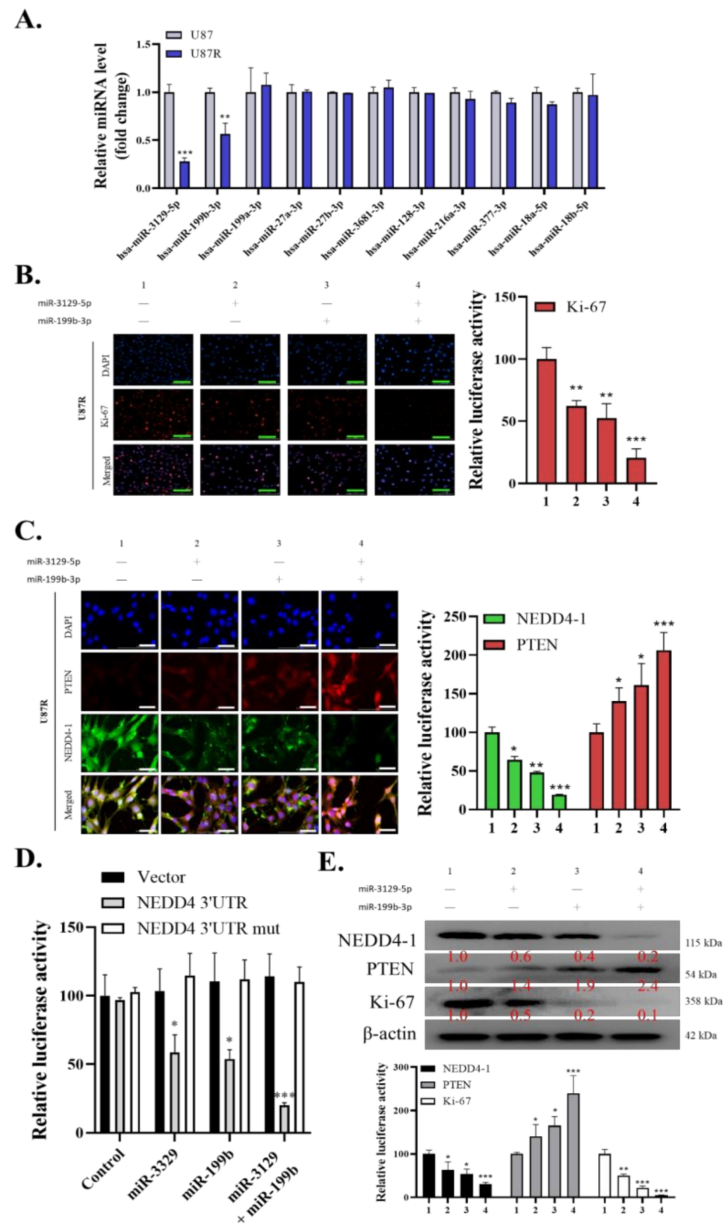 A.
U87
U87R
Relative miRNA level
(fold change)
1.5
1.0
0.5
0.0
***
**
hsa-miR-3129-5p
hsa-miR-199b-3p
hsa-miR-199a-3p
hsa-miR-27a-3p
hsa-miR-27b-3p
hsa-miR-3681-3p
hsa-miR-128-3p
hsa-miR-216a-3p
hsa-miR-377-3p
hsa-miR-18a-5p
hsa-miR-18b-5p
B.
1 2 3 4
miR-3129-5p — + — +
miR-199b-3p — — + +
U87R
DAPI
Ki-67
Merged
Relative luciferase activity
150
100
50
0
Ki-67
** ** ***
1 2 3 4
C.
1 2 3 4
miR-3129-5p — + — +
miR-199b-3p — — + +
U87R
DAPI
PTEN
NEDD4-1
Merged
Relative luciferase activity
250
200
150
100
50
0
NEDD4-1
PTEN
* ** *** * * ***
1 2 3 4 1 2 3 4
D.
Vector
NEDD4 3'UTR
NEDD4 3'UTR mut
Relative luciferase activity
150
100
50
0
* * ***
Control
miR-3329
miR-199b
miR-3129
+ miR-199b
E.
1 2 3 4
miR-3129-5p — + — +
miR-199b-3p — — + +
NEDD4-1 115 kDa
1.0 0.6 0.4 0.2
PTEN 54 kDa
1.0 1.4 1.9 2.4
Ki-67 358 kDa
1.0 0.5 0.2 0.1
β-actin 42 kDa
Relative luciferase activity
300
200
100
0
NEDD4-1
PTEN
Ki-67
* * *** * * *** ** *** ***
1 2 3 4 1 2 3 4 1 2 3 4